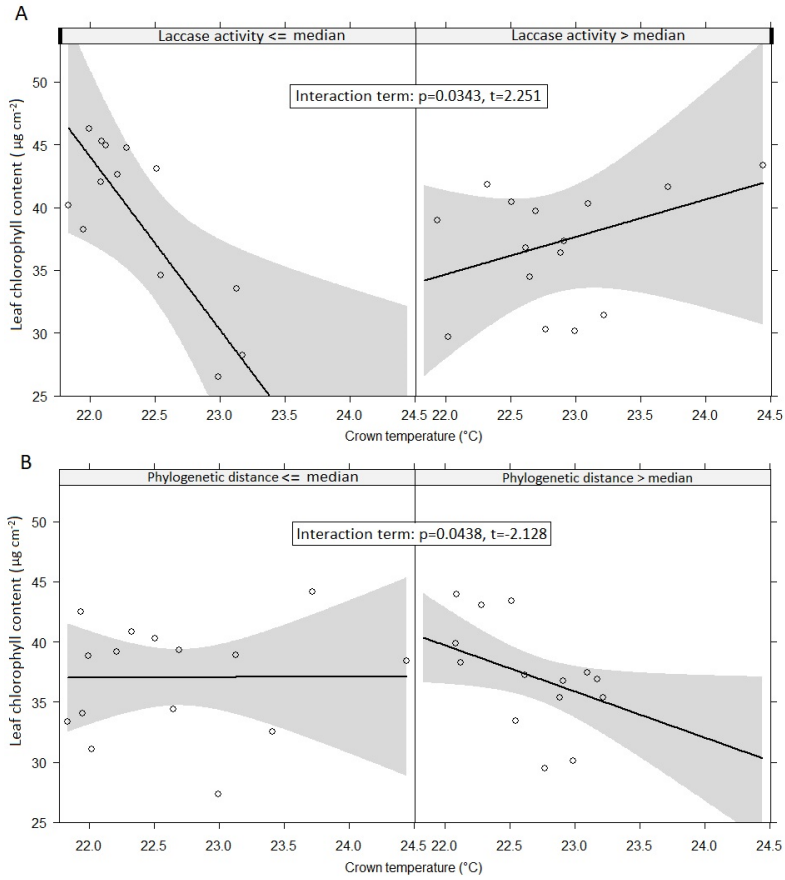 A
Laccase activity <= median
Laccase activity > median
Interaction term: p=0.0343, t=2.251
Leaf chlorophyll content ( µg cm-2)
50
45
40
35
30
25
22.0 22.5 23.0 23.5 24.0 24.5
22.0 22.5 23.0 23.5 24.0 24.5
Crown temperature (°C)
Crown temperature (°C)
B
Phylogenetic distance <= median
Phylogenetic distance > median
Interaction term: p=0.0438, t=-2.128
Leaf chlorophyll content (µg cm-2)
50
45
40
35
30
25
22.0 22.5 23.0 23.5 24.0 24.5
22.0 22.5 23.0 23.5 24.0 24.5
Crown temperature (°C)
Crown temperature (°C)